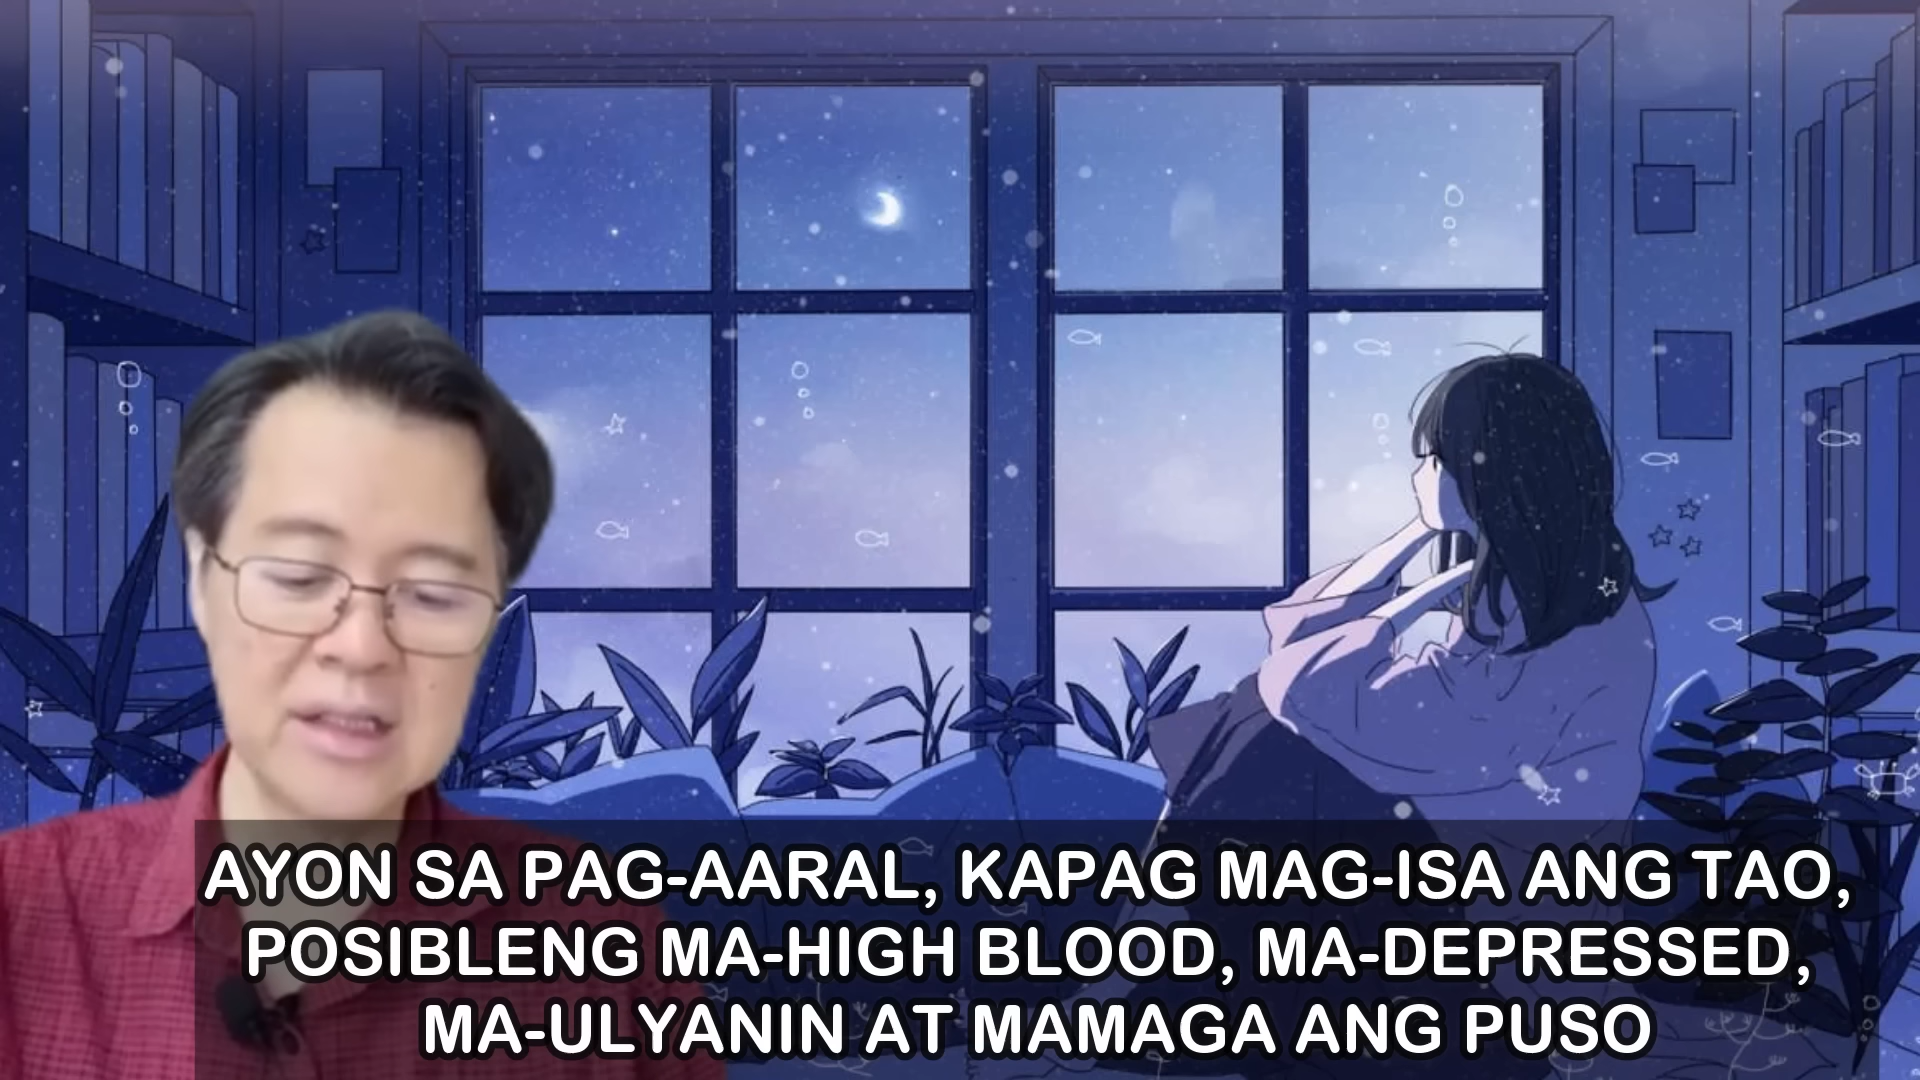 AYON SA PAG-AARAL, KAPAG MAG-ISA ANG TAO,
POSIBLENG MA-HIGH BLOOD, MA-DEPRESSED,
MA-ULYANIN AT MAMAGA ANG PUSO